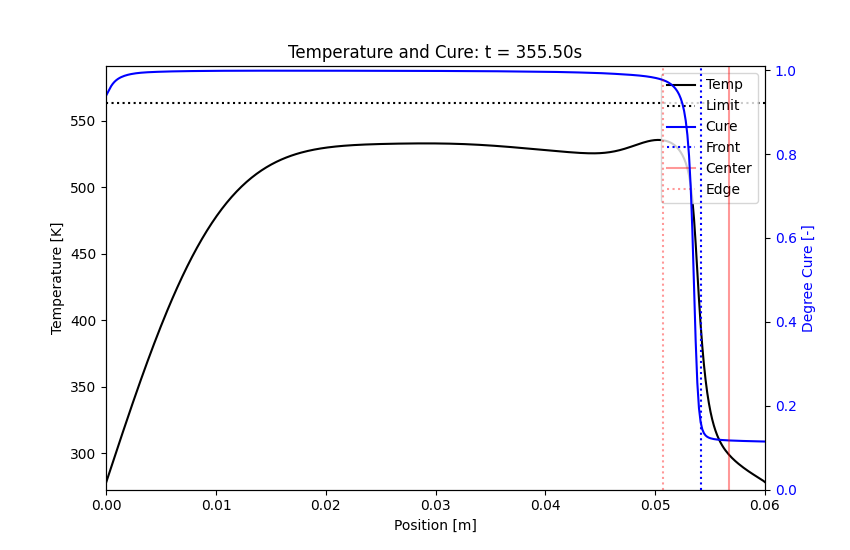 Temperature and Cure: t = 355.50s
Temperature [K]
550
500
450
400
350
300
Temp
Limit
Cure
Front
Center
Edge
1.0
0.8
0.6
0.4
0.2
0.0
Degree Cure [-]
0.00
0.01
0.02
0.03
0.04
0.05
0.06
Position [m]